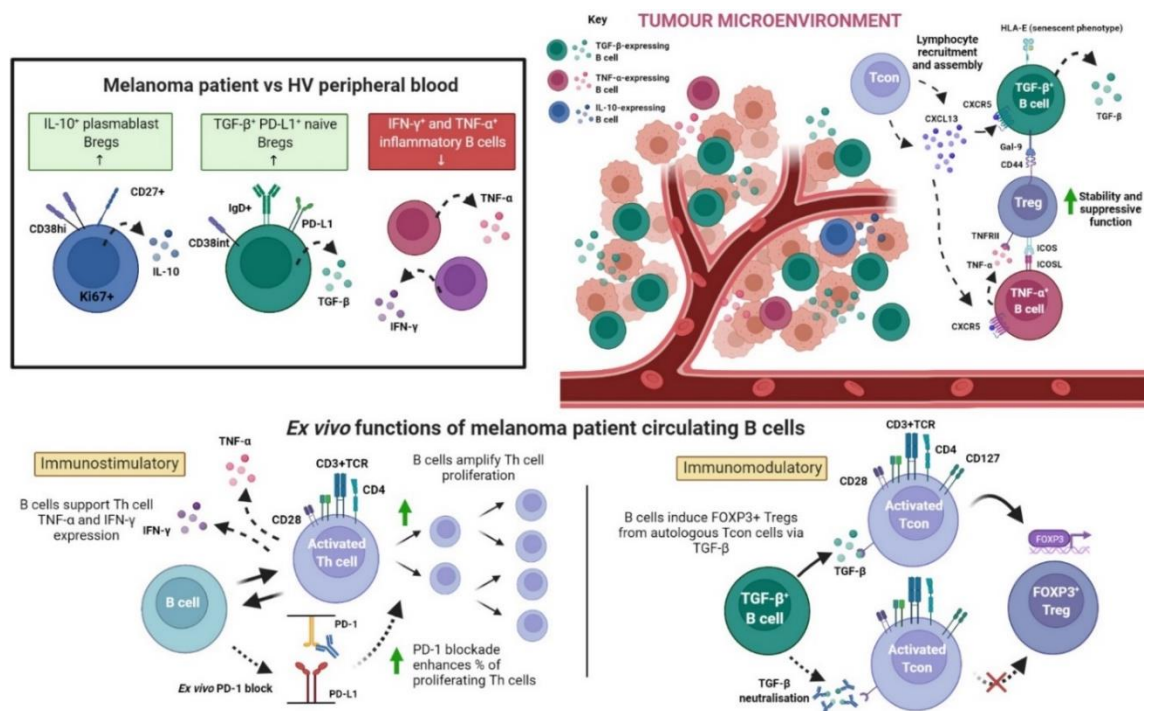 Melanoma patient vs HV peripheral blood
IL-10⁺ plasmablast
Bregs
↑
TGF-β⁺ PD-L1⁺ naive
Bregs
↑
IFN-γ⁺ and TNF-α⁺
inflammatory B cells
↓
CD27+
CD38hi
IL-10
Ki67+
IgD+
PD-L1
CD38int
TGF-β
TNF-α
IFN-γ
Key
TGF-β-expressing
B cell
TNF-α-expressing
B cell
IL-10-expressing
B cell
TUMOUR MICROENVIRONMENT
Lymphocyte
recruitment
and assembly
HLA-E (senescent phenotype)
Tcon
CXCR5
CXCL13
TGF-β⁺
B cell
TGF-β
Gal-9
CD44
Treg
Stability and
suppressive
function
TNFRII
ICOS
TNF-α
ICOSL
TNF-α⁺
B cell
CXCR5
Ex vivo functions of melanoma patient circulating B cells
Immunostimulatory
TNF-α
B cells support Th cell
TNF-α and IFN-γ
expression
IFN-γ
CD3+TCR
CD4
CD28
Activated
Th cell
B cells amplify Th cell
proliferation
B cell
PD-1
Ex vivo PD-1 block
PD-L1
PD-1 blockade
enhances % of
proliferating Th cells
Immunomodulatory
B cells induce FOXP3+ Tregs
from autologous Tcon cells via
TGF-β
CD3+TCR
CD4
CD127
CD28
Activated
Tcon
TGF-β
TGF-β⁺
B cell
FOXP3
FOXP3⁺
Treg
Activated
Tcon
TGF-β
neutralisation